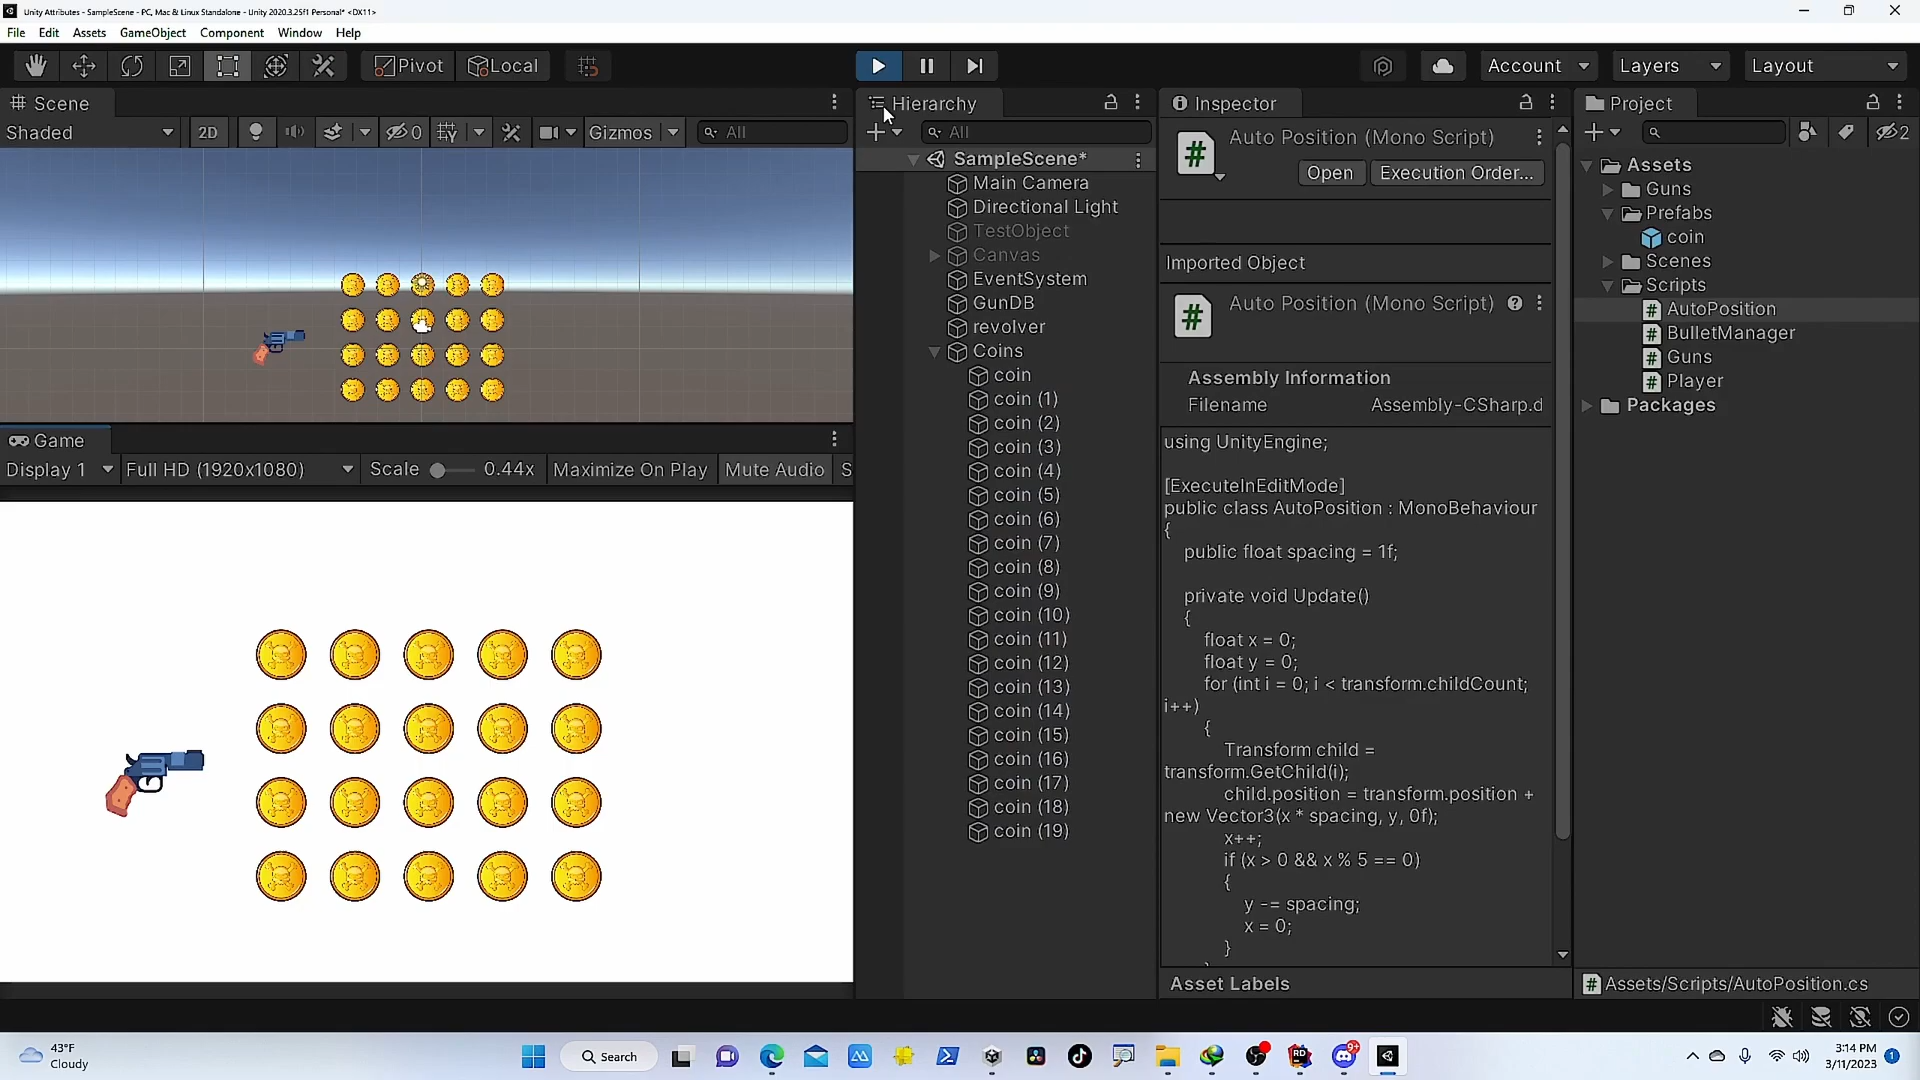 Unity Attributes - SampleScene - PC, Mac & Linux Standalone - Unity 2020.3.25f1 Personal* <DX11>
File Edit Assets GameObject Component Window Help
Pivot Local Account Layers Layout
Scene
Shaded 2D 0 Gizmos All
Game
Display 1 Full HD (1920x1080) Scale 0.44x Maximize On Play Mute Audio S
Hierarchy
All
SampleScene*
Main Camera
Directional Light
TestObject
Canvas
EventSystem
GunDB
revolver
Coins
coin
coin (1)
coin (2)
coin (3)
coin (4)
coin (5)
coin (6)
coin (7)
coin (8)
coin (9)
coin (10)
coin (11)
coin (12)
coin (13)
coin (14)
coin (15)
coin (16)
coin (17)
coin (18)
coin (19)
Inspector
Auto Position (Mono Script)
Open Execution Order...
Imported Object
Auto Position (Mono Script)
Assembly Information
Filename Assembly-CSharp.d
using UnityEngine;
[ExecuteInEditMode]
public class AutoPosition : MonoBehaviour
{
public float spacing = 1f;
private void Update()
{
float x = 0;
float y = 0;
for (int i = 0; i < transform.childCount;
i++)
{
Transform child =
transform.GetChild(i);
child.position = transform.position +
new Vector3(x * spacing, y, 0f);
x++;
if (x > 0 && x % 5 == 0)
{
y -= spacing;
x = 0;
}
Asset Labels
Project
2
Assets
Guns
Prefabs
coin
Scenes
Scripts
AutoPosition
BulletManager
Guns
Player
Packages
Assets/Scripts/AutoPosition.cs
43°F
Cloudy
Search
RD
9+
3:14 PM
3/11/2023
1